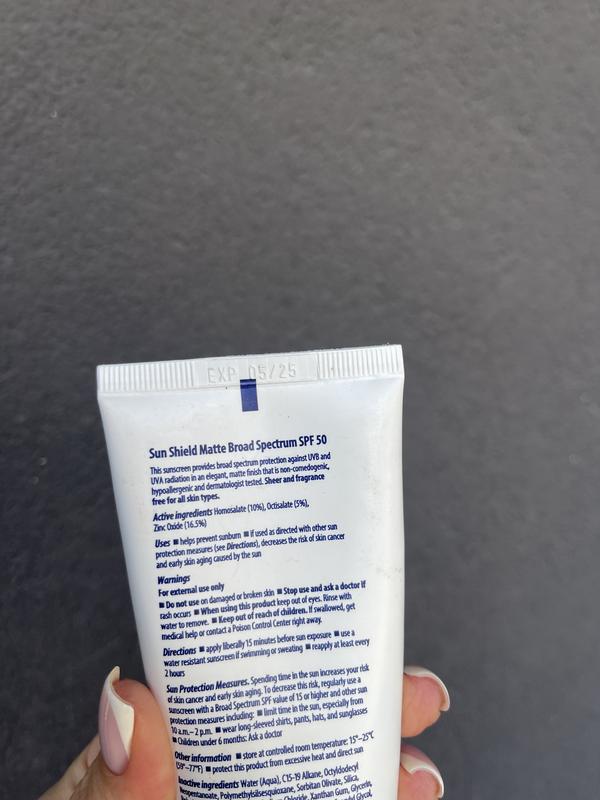 EXP 05/25
Sun Shield Matte Broad Spectrum SPF 50
This sunscreen provides broad spectrum protection against UVB and
UVA radiation in an elegant, matte finish that is non-comedogenic,
hypoallergenic and dermatologist tested. Sheer and fragrance
free for all skin types.
Active ingredients Homosalate (10%), Octisalate (5%),
Zinc Oxide (16.5%)
Uses ■ helps prevent sunburn ■ if used as directed with other sun
protection measures (see Directions), decreases the risk of skin cancer
and early skin aging caused by the sun
Warnings
For external use only
■ Do not use on damaged or broken skin ■ Stop use and ask a doctor if
rash occurs ■ When using this product keep out of eyes. Rinse with
water to remove. ■ Keep out of reach of children. If swallowed, get
medical help or contact a Poison Control Center right away.
Directions ■ apply liberally 15 minutes before sun exposure ■ use a
water resistant sunscreen if swimming or sweating ■ reapply at least every
2 hours
Sun Protection Measures. Spending time in the sun increases your risk
of skin cancer and early skin aging. To decrease this risk, regularly use a
sunscreen with a Broad Spectrum SPF value of 15 or higher and other sun
protection measures including: ■ limit time in the sun, especially from
10 a.m.– 2 p.m. ■ wear long-sleeved shirts, pants, hats, and sunglasses
■ Children under 6 months: Ask a doctor
Other information ■ store at controlled room temperature: 15°–25°C
(59°–77°F) ■ protect this product from excessive heat and direct sun
Inactive ingredients Water (Aqua), C15-19 Alkane, Octyldodecyl
Neopentanoate, Polymethylsilsesquioxane, Sorbitan Olivate, Silica,
Chloride, Xanthan Gum, Glycerin,
Glycol,